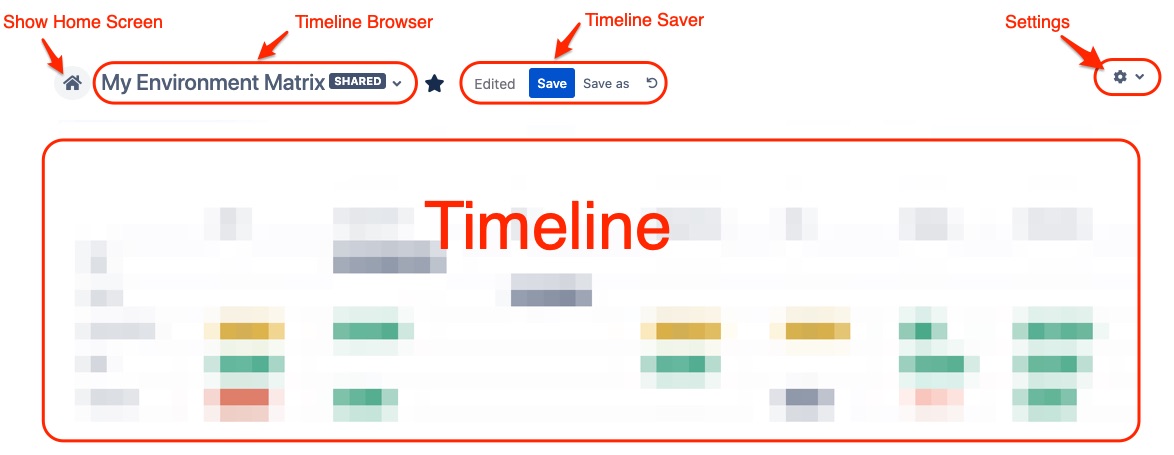 Show Home Screen
Timeline Browser
Timeline Saver
Settings
My Environment Matrix SHARED
Edited Save Save as
Timeline